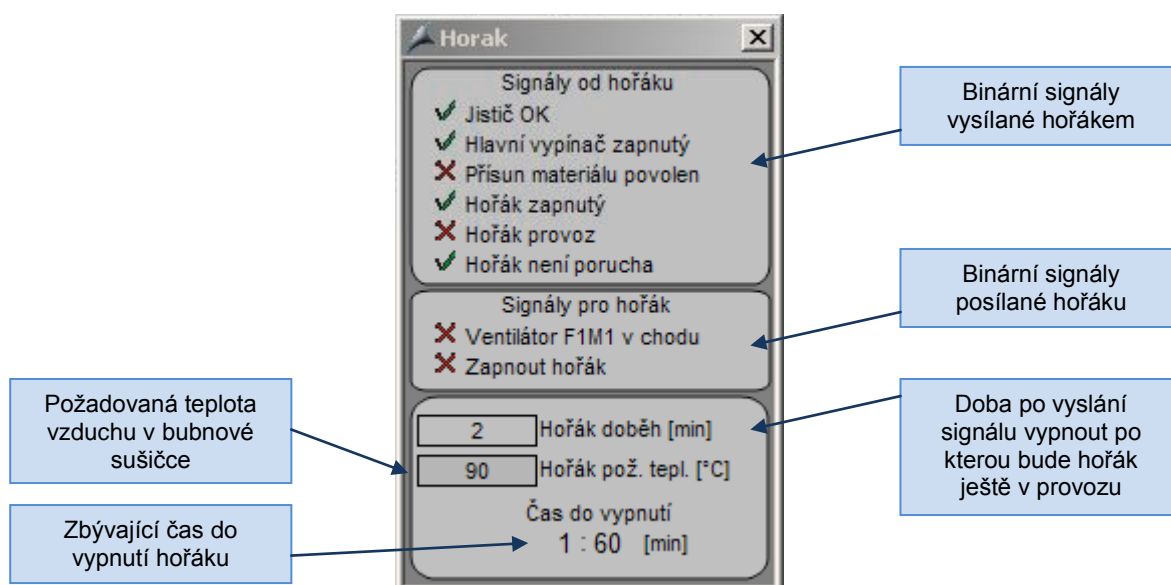 Horak
Signály od hořáku
Jistič OK
Hlavní vypínač zapnutý
Přísun materiálu povolen
Hořák zapnutý
Hořák provoz
Hořák není porucha
Signály pro hořák
Ventilátor F1M1 v chodu
Zapnout hořák
2 Hořák doběh [min]
90 Hořák pož. tepl. [°C]
Čas do vypnutí
1 : 60 [min]
Binární signály
vysílané hořákem
Binární signály
posílané hořáku
Doba po vyslání
signálu vypnout po
kterou bude hořák
ještě v provozu
Požadovaná teplota
vzduchu v bubnové
sušičce
Zbývající čas do
vypnutí hořáku